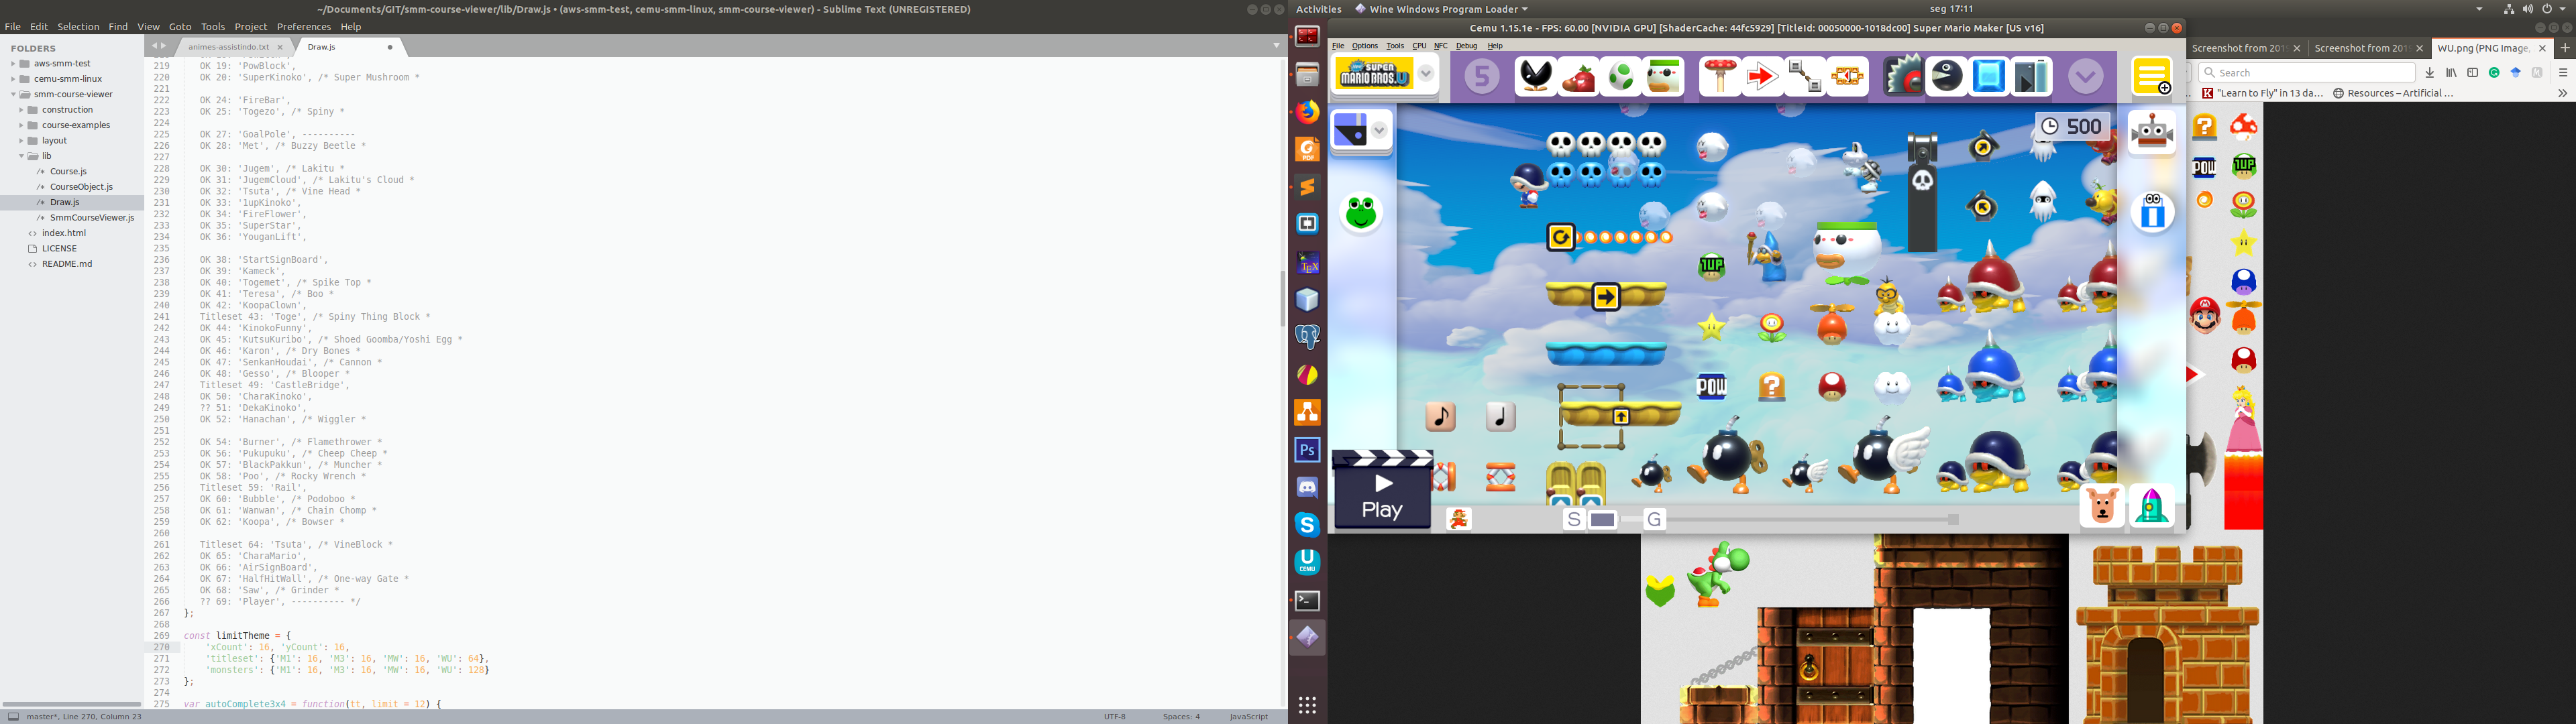 ~/Documents/GIT/smm-course-viewer/lib/Draw.js • (aws-smm-test, cemu-smm-linux, smm-course-viewer) - Sublime Text (UNREGISTERED)
File Edit Selection Find View Goto Tools Project Preferences Help
FOLDERS
aws-smm-test
cemu-smm-linux
smm-course-viewer
construction
course-examples
layout
lib
Course.js
CourseObject.js
Draw.js
SmmCourseViewer.js
index.html
LICENSE
README.md
animes-assistindo.txt
Draw.js
219 OK 19: 'PowBlock',
220 OK 20: 'SuperKinoko', /* Super Mushroom *
221
222 OK 24: 'FireBar',
223 OK 25: 'Togezo', /* Spiny *
224
225 OK 27: 'GoalPole', ----------
226 OK 28: 'Met', /* Buzzy Beetle *
227
228 OK 30: 'Jugem', /* Lakitu *
229 OK 31: 'JugemCloud', /* Lakitu's Cloud *
230 OK 32: 'Tsuta', /* Vine Head *
231 OK 33: '1upKinoko',
232 OK 34: 'FireFlower',
233 OK 35: 'SuperStar',
234 OK 36: 'YouganLift',
235
236 OK 38: 'StartSignBoard',
237 OK 39: 'Kameck',
238 OK 40: 'Togemet', /* Spike Top *
239 OK 41: 'Teresa', /* Boo *
240 OK 42: 'KoopaClown',
241 Titleset 43: 'Toge', /* Spiny Thing Block *
242 OK 44: 'KinokoFunny',
243 OK 45: 'KutsuKuribo', /* Shoed Goomba/Yoshi Egg *
244 OK 46: 'Karon', /* Dry Bones *
245 OK 47: 'SenkanHoudai', /* Cannon *
246 OK 48: 'Gesso', /* Blooper *
247 Titleset 49: 'CastleBridge',
248 OK 50: 'CharaKinoko',
249 ?? 51: 'DekaKinoko',
250 OK 52: 'Hanachan', /* Wiggler *
251
252 OK 54: 'Burner', /* Flamethrower *
253 OK 56: 'Pukupuku', /* Cheep Cheep *
254 OK 57: 'BlackPakkun', /* Muncher *
255 OK 58: 'Poo', /* Rocky Wrench *
256 Titleset 59: 'Rail',
257 OK 60: 'Bubble', /* Podoboo *
258 OK 61: 'Wanwan', /* Chain Chomp *
259 OK 62: 'Koopa', /* Bowser *
260
261 Titleset 64: 'Tsuta', /* VineBlock *
262 OK 65: 'CharaMario',
263 OK 66: 'AirSignBoard',
264 OK 67: 'HalfHitWall', /* One-way Gate *
265 OK 68: 'Saw', /* Grinder *
266 ?? 69: 'Player', ---------- */
267 };
268
269 const limitTheme = {
270 'xCount': 16, 'yCount': 16,
271 'titleset': {'M1': 16, 'M3': 16, 'MW': 16, 'WU': 64},
272 'monsters': {'M1': 16, 'M3': 16, 'MW': 16, 'WU': 128}
273 };
274
275 var autoComplete3x4 = function(tt, limit = 12) {
master*, Line 270, Column 23
UTF-8 Spaces: 4 JavaScript
Activities Wine Windows Program Loader
seg 17:11
Cemu 1.15.1e - FPS: 60.00 [NVIDIA GPU] [ShaderCache: 44fc5929] [TitleId: 00050000-1018dc00] Super Mario Maker [US v16]
File Options Tools CPU NFC Debug Help
NEW SUPER MARIO BROS. U
5
500
1UP
POW
?
Play
S
G
PDF
TEX
Ps
S
U
CEMU
Screenshot from 201
Screenshot from 201
WU.png (PNG Image,
Search
"Learn to Fly" in 13 da…
Resources – Artificial …
?
POW
1UP